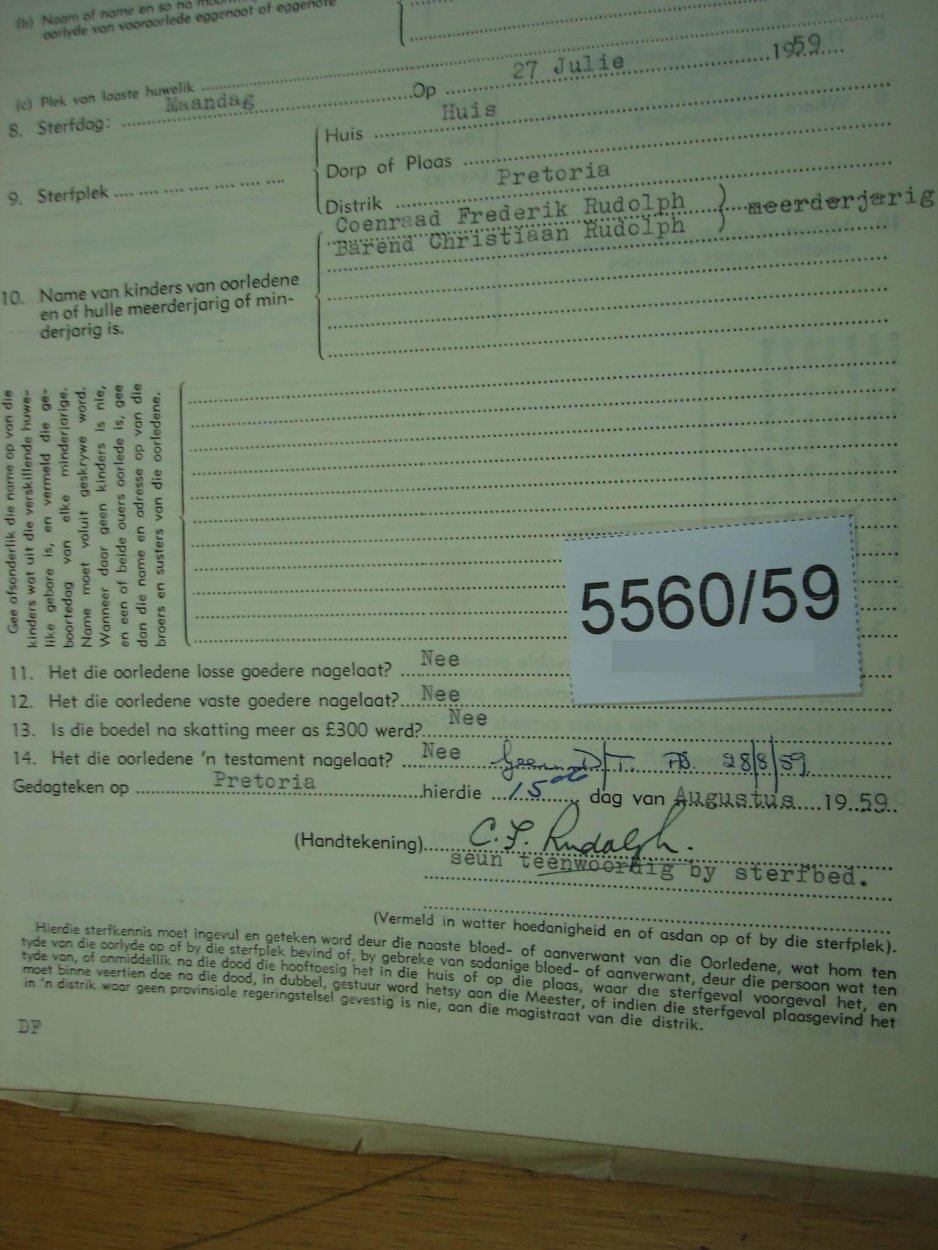 (b) Naam of name en so na
oorlyde van vooroorlede eggenoot of eggenote
(c) Plek van laaste huwelik
8. Sterfdag: Maandag Op 27 Julie 1959
9. Sterfplek
Huis Huis
Dorp of Plaas
Distrik Pretoria
10. Name van kinders van oorledene
en of hulle meerderjarig of min-
derjarig is.
Coenraad Frederik Rudolph
Barend Christiaan Rudolph
meerderjarig
Gee afsonderlik die name op van die
kinders wat uit die verskillende huwe-
like gebore is, en vermeld die ge-
boortedag van elke minderjarige.
Name moet voluit geskrywe word.
Wanneer daar geen kinders is nie,
en een of beide ouers oorlede is, gee
dan die name en adresse op van die
broers en susters van die oorledene.
5560/59
11. Het die oorledene losse goedere nagelaat? Nee
12. Het die oorledene vaste goedere nagelaat? Nee
13. Is die boedel na skatting meer as £300 werd? Nee
14. Het die oorledene 'n testament nagelaat? Nee 28/8/59
Gedagteken op Pretoria hierdie 15de dag van Augustus 1959.
(Handtekening) C.F. Rudolph.
seun teenwoordig by sterfbed.
(Vermeld in watter hoedanigheid en of asdan op of by die sterfplek).
Hierdie sterfkennis moet ingevul en geteken word deur die naaste bloed- of aanverwant van die Oorledene, wat hom ten
tyde van die oorlyde op of by die sterfplek bevind of, by gebreke van sodanige bloed- of aanverwant, deur die persoon wat ten
tyde van, of onmiddellik na die dood die hooftoesig het in die huis of op die plaas, waar die sterfgeval voorgeval het, en
moet binne veertien dae na die dood, in dubbel, gestuur word hetsy aan die Meester, of indien die sterfgeval plaasgevind het
in 'n distrik waar geen provinsiale regeringstelsel gevestig is nie, aan die magistraat van die distrik.
DF